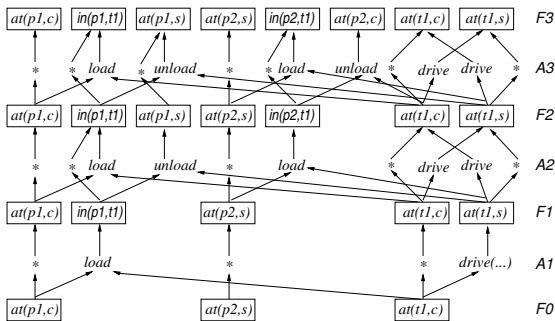 at(p1,c) in(p1,t1) at(p1,s) at(p2,s) in(p2,t1) at(p2,c) at(t1,c) at(t1,s) F3
* * load * unload * * load unload * drive drive * A3
at(p1,c) in(p1,t1) at(p1,s) at(p2,s) in(p2,t1) at(t1,c) at(t1,s) F2
* * load unload * load * drive drive * A2
at(p1,c) in(p1,t1) at(p2,s) at(t1,c) at(t1,s) F1
* load * * drive(...) A1
at(p1,c) at(p2,s) at(t1,c) F0